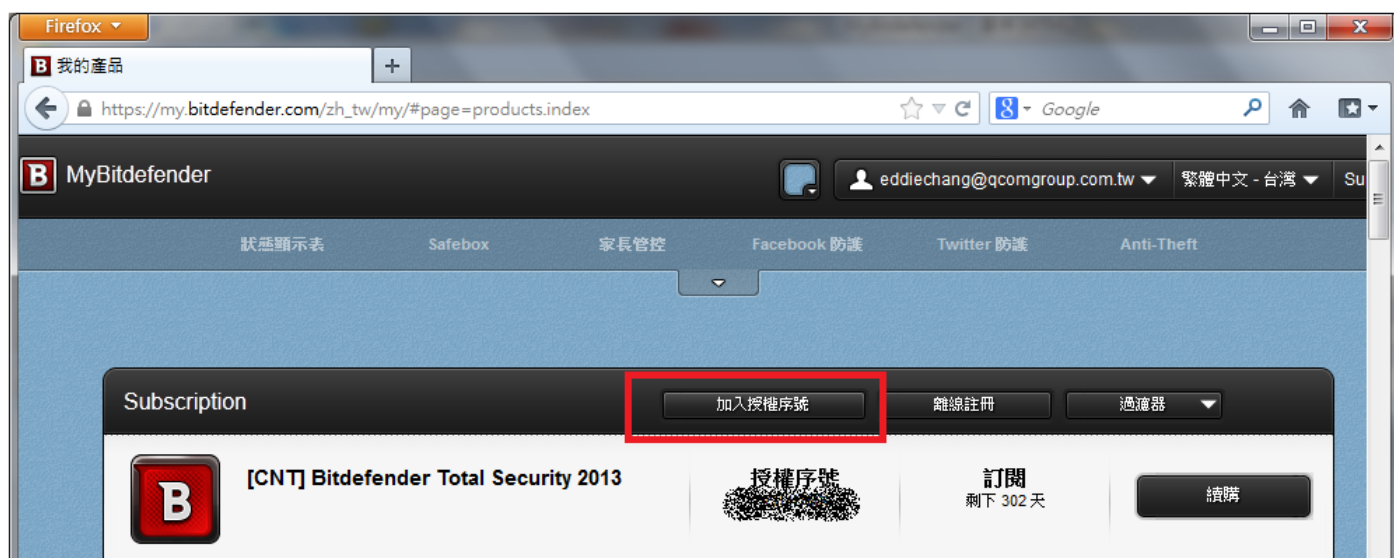 Firefox
我的產品
https://my.bitdefender.com/zh_tw/my/#page=products.index
Google
MyBitdefender
eddiechang@qcomgroup.com.tw
繁體中文 - 台灣
Su
狀態顯示表
Safebox
家長管控
Facebook 防護
Twitter 防護
Anti-Theft
Subscription
加入授權序號
離線註冊
過濾器
[CNT] Bitdefender Total Security 2013
授權序號
訂閱
剩下 302 天
續購